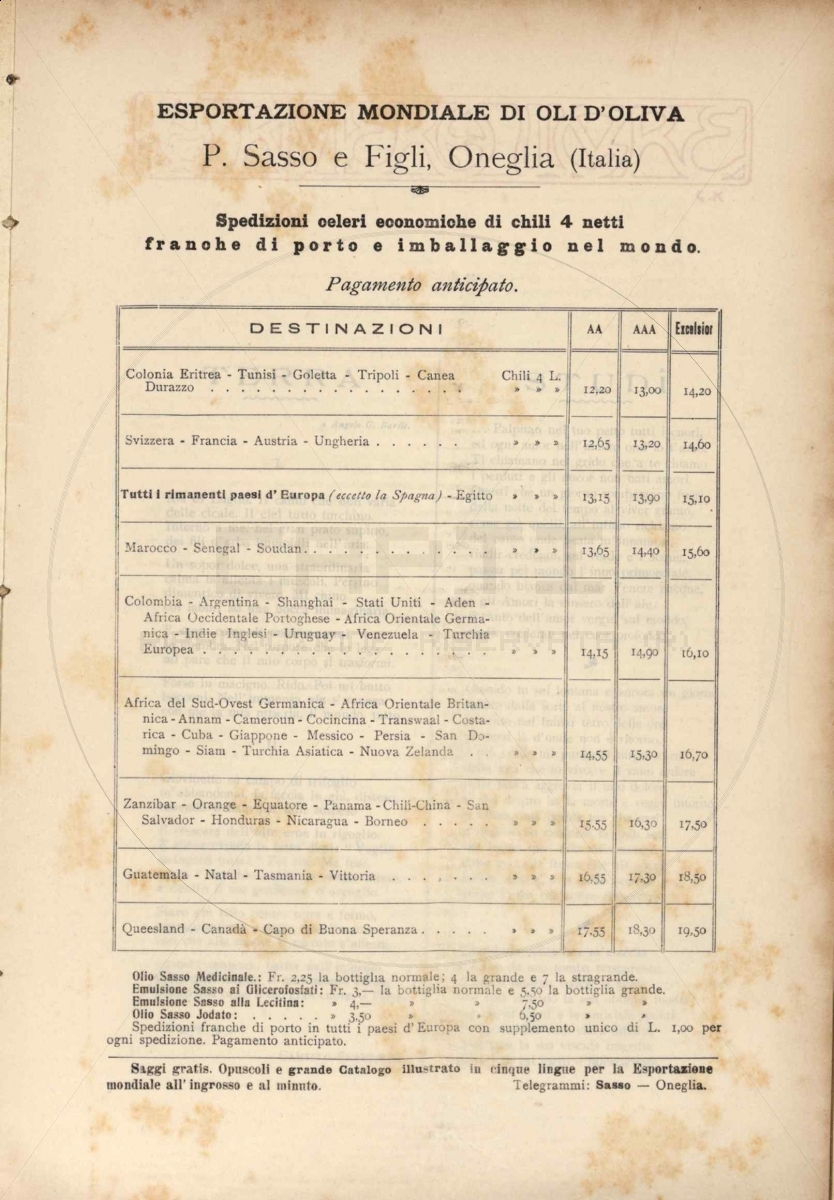 ESPORTAZIONE MONDIALE DI OLI D'OLIVA
P. Sasso e Figli, Oneglia (Italia)
Spedizioni celeri economiche di chili 4 netti
franche di porto e imballaggio nel mondo.
Pagamento anticipato.
DESTINAZIONI AA AAA Excelsior
Colonia Eritrea - Tunisi - Goletta - Tripoli - Canea Chili 4 L.
Durazzo . . . . . . . . . . . . . . . . . » » » 12,20 13,00 14,20
Svizzera - Francia - Austria - Ungheria . . . . . . » » » 12,65 13,20 14,60
Tutti i rimanenti paesi d' Europa (eccetto la Spagna) - Egitto » » » 13,15 13,90 15,10
Marocco - Senegal - Soudan. . . . . . . . . . . . . » » » 13,65 14,40 15,60
Colombia - Argentina - Shanghai - Stati Uniti - Aden -
Africa Occidentale Portoghese - Africa Orientale Germa-
nica - Indie Inglesi - Uruguay - Venezuela - Turchia
Europea . . . . . . . . . . . . . . . . . » » » 14,15 14,90 16,10
Africa del Sud-Ovest Germanica - Africa Orientale Britan-
nica - Annam - Cameroun - Cocincina - Transwaal - Costa-
rica - Cuba - Giappone - Messico - Persia - San Do-
mingo - Siam - Turchia Asiatica - Nuova Zelanda . . » » » 14,55 15,30 16,70
Zanzibar - Orange - Equatore - Panama - Chilì-China - San
Salvador - Honduras - Nicaragua - Borneo . . . . . » » » 15,55 16,30 17,50
Guatemala - Natal - Tasmania - Vittoria . . . . . . . » » » 16,55 17,30 18,50
Queesland - Canadà - Capo di Buona Speranza . . . . . » » » 17,55 18,30 19,50
Olio Sasso Medicinale.: Fr. 2,25 la bottiglia normale; 4 la grande e 7 la stragrande.
Emulsione Sasso ai Glicerofosfati: Fr. 3,— la bottiglia normale e 5,50 la bottiglia grande.
Emulsione Sasso alla Lecitina: » 4,— » » 7,50 » »
Olio Sasso Jodato: . . . . . » 3,50 » » 6,50 » »
Spedizioni franche di porto in tutti i paesi d'Europa con supplemento unico di L. 1,00 per
ogni spedizione. Pagamento anticipato.
Saggi gratis. Opuscoli e grande Catalogo illustrato in cinque lingue per la Esportazione
mondiale all'ingrosso e al minuto. Telegrammi: Sasso — Oneglia.